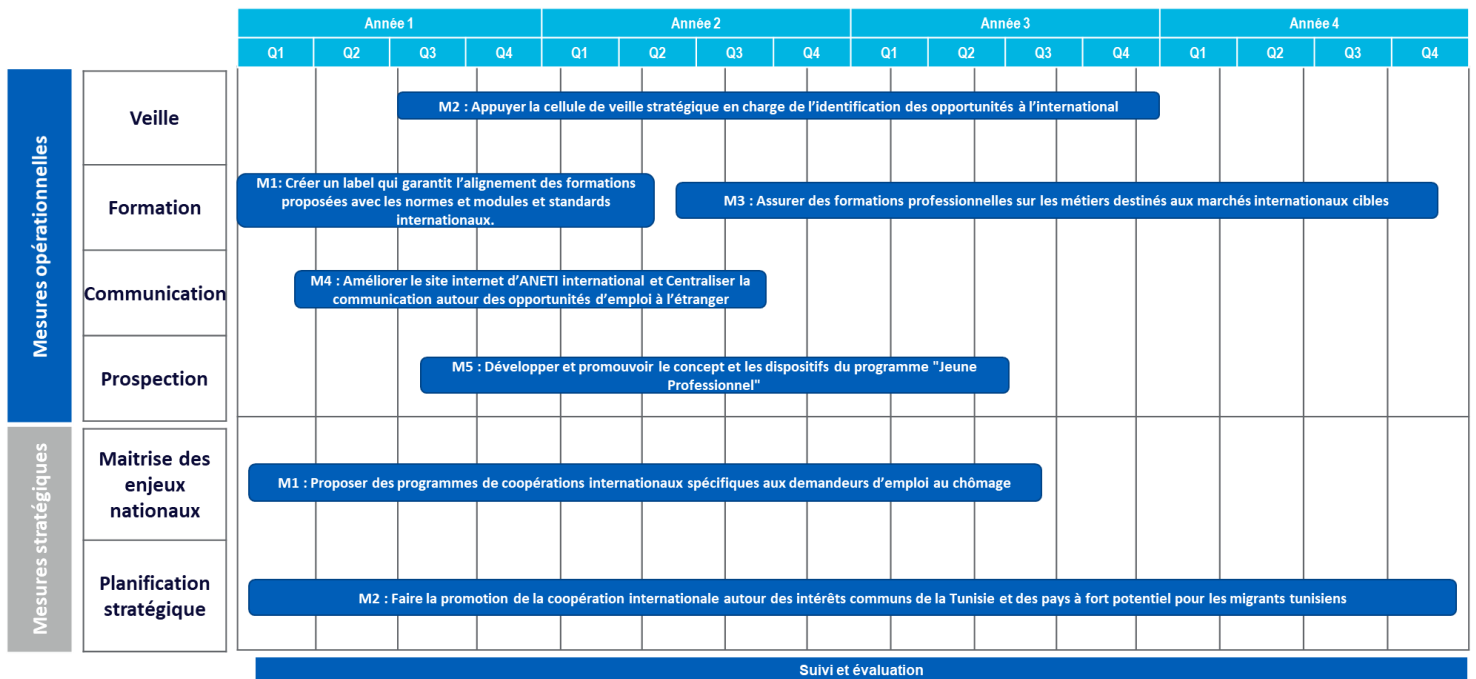 Année 1
Année 2
Année 3
Année 4
Q1
Q2
Q3
Q4
Q1
Q2
Q3
Q4
Q1
Q2
Q3
Q4
Q1
Q2
Q3
Q4
Mesures opérationnelles
Veille
M2 : Appuyer la cellule de veille stratégique en charge de l’identification des opportunités à l’international
Formation
M1: Créer un label qui garantit l’alignement des formations
proposées avec les normes et modules et standards
internationaux.
M3 : Assurer des formations professionnelles sur les métiers destinés aux marchés internationaux cibles
Communication
M4 : Améliorer le site internet d’ANETI international et Centraliser la
communication autour des opportunités d’emploi à l’étranger
Prospection
M5 : Développer et promouvoir le concept et les dispositifs du programme "Jeune
Professionnel"
Mesures stratégiques
Maitrise des
enjeux
nationaux
M1 : Proposer des programmes de coopérations internationaux spécifiques aux demandeurs d’emploi au chômage
Planification
stratégique
M2 : Faire la promotion de la coopération internationale autour des intérêts communs de la Tunisie et des pays à fort potentiel pour les migrants tunisiens
Suivi et évaluation